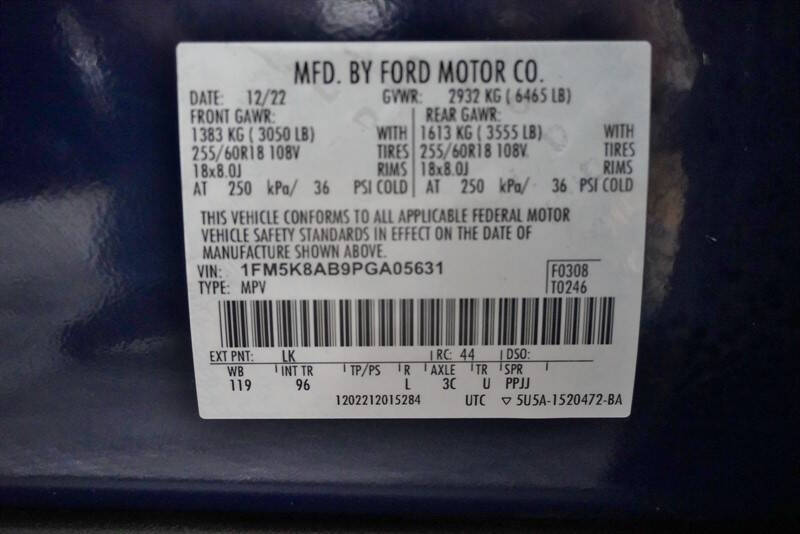 MFD. BY FORD MOTOR CO.
DATE: 12/22 GVWR: 2932 KG ( 6465 LB)
FRONT GAWR: REAR GAWR:
1383 KG ( 3050 LB) WITH 1613 KG ( 3555 LB) WITH
255/60R18 108V TIRES 255/60R18 108V TIRES
18x8.0J RIMS 18x8.0J RIMS
AT 250 kPa/ 36 PSI COLD AT 250 kPa/ 36 PSI COLD
THIS VEHICLE CONFORMS TO ALL APPLICABLE FEDERAL MOTOR
VEHICLE SAFETY STANDARDS IN EFFECT ON THE DATE OF
MANUFACTURE SHOWN ABOVE.
VIN: 1FM5K8AB9PGA05631 F0308
TYPE: MPV T0246
EXT PNT: LK RC: 44 DSO:
WB INT TR TP/PS R AXLE TR SPR
119 96 L 3C U PPJJ
1202212015284 UTC ▽ 5U5A-1520472-BA